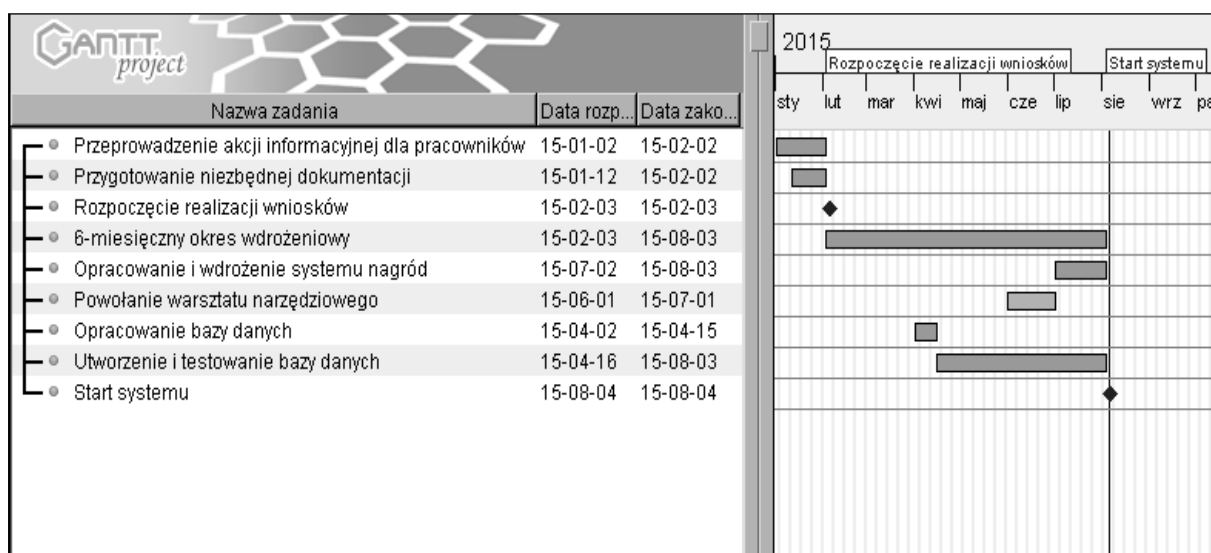 GANTT
project
2015
Rozpoczęcie realizacji wniosków Start systemu
Nazwa zadania Data rozp... Data zako... sty lut mar kwi maj cze lip sie wrz
Przeprowadzenie akcji informacyjnej dla pracowników 15-01-02 15-02-02
Przygotowanie niezbędnej dokumentacji 15-01-12 15-02-02
Rozpoczęcie realizacji wniosków 15-02-03 15-02-03
6-miesięczny okres wdrożeniowy 15-02-03 15-08-03
Opracowanie i wdrożenie systemu nagród 15-07-02 15-08-03
Powołanie warsztatu narzędziowego 15-06-01 15-07-01
Opracowanie bazy danych 15-04-02 15-04-15
Utworzenie i testowanie bazy danych 15-04-16 15-08-03
Start systemu 15-08-04 15-08-04